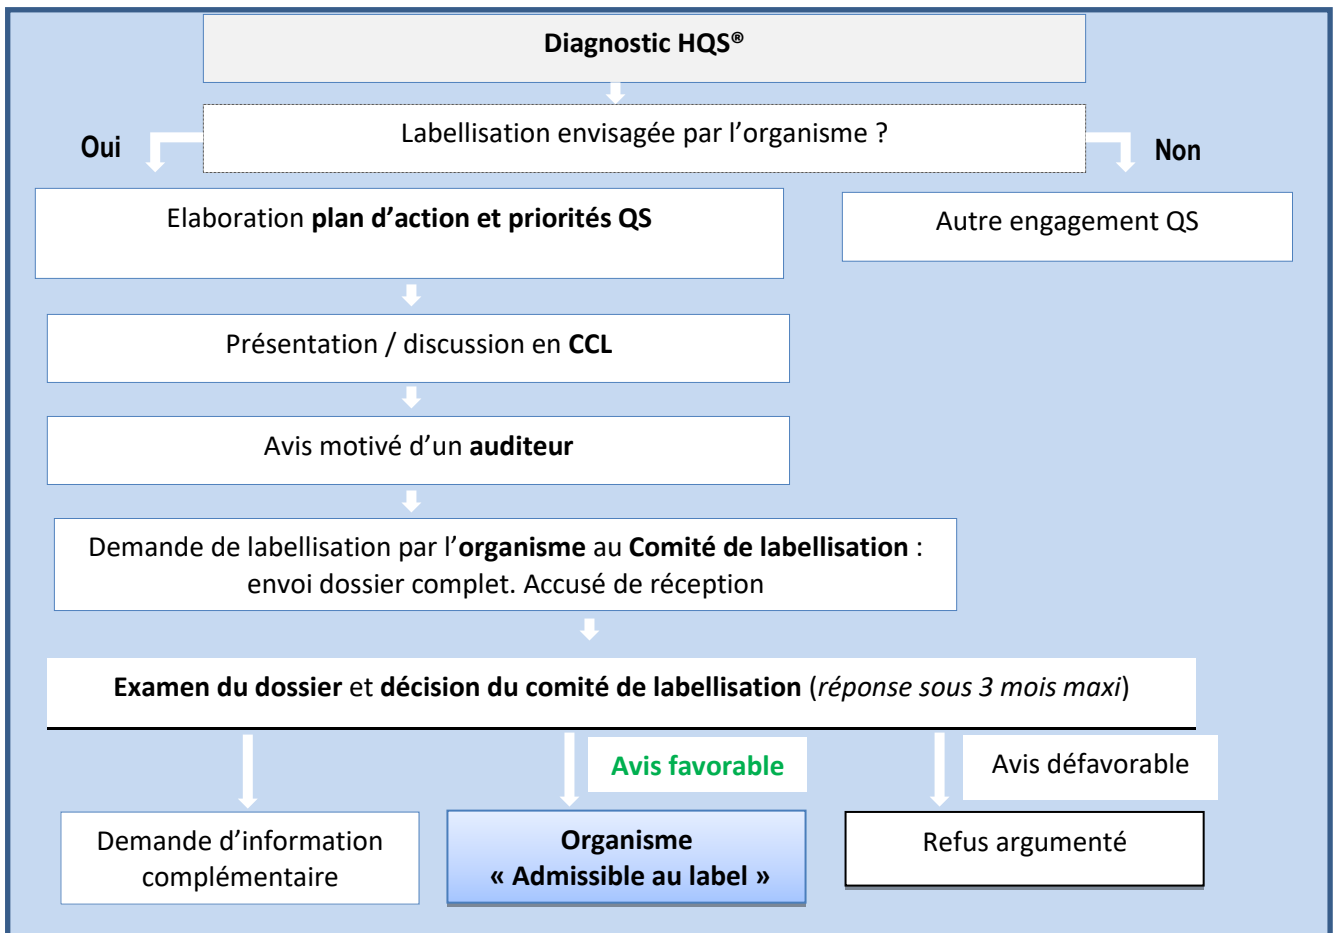 Diagnostic HQS®
Labellisation envisagée par l’organisme ?
Oui
Non
Elaboration plan d’action et priorités QS
Autre engagement QS
Présentation / discussion en CCL
Avis motivé d’un auditeur
Demande de labellisation par l’organisme au Comité de labellisation :
envoi dossier complet. Accusé de réception
Examen du dossier et décision du comité de labellisation (réponse sous 3 mois maxi)
Avis favorable
Avis défavorable
Demande d’information
complémentaire
Organisme
« Admissible au label »
Refus argumenté